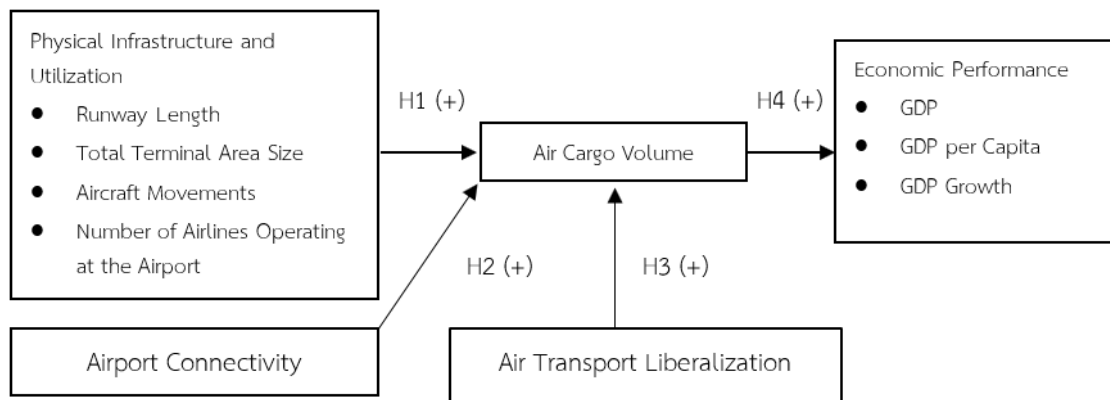 Physical Infrastructure and
Utilization
● Runway Length
● Total Terminal Area Size
● Aircraft Movements
● Number of Airlines Operating
at the Airport
H1 (+)
Air Cargo Volume
H4 (+)
Economic Performance
● GDP
● GDP per Capita
● GDP Growth
H2 (+)
H3 (+)
Airport Connectivity
Air Transport Liberalization